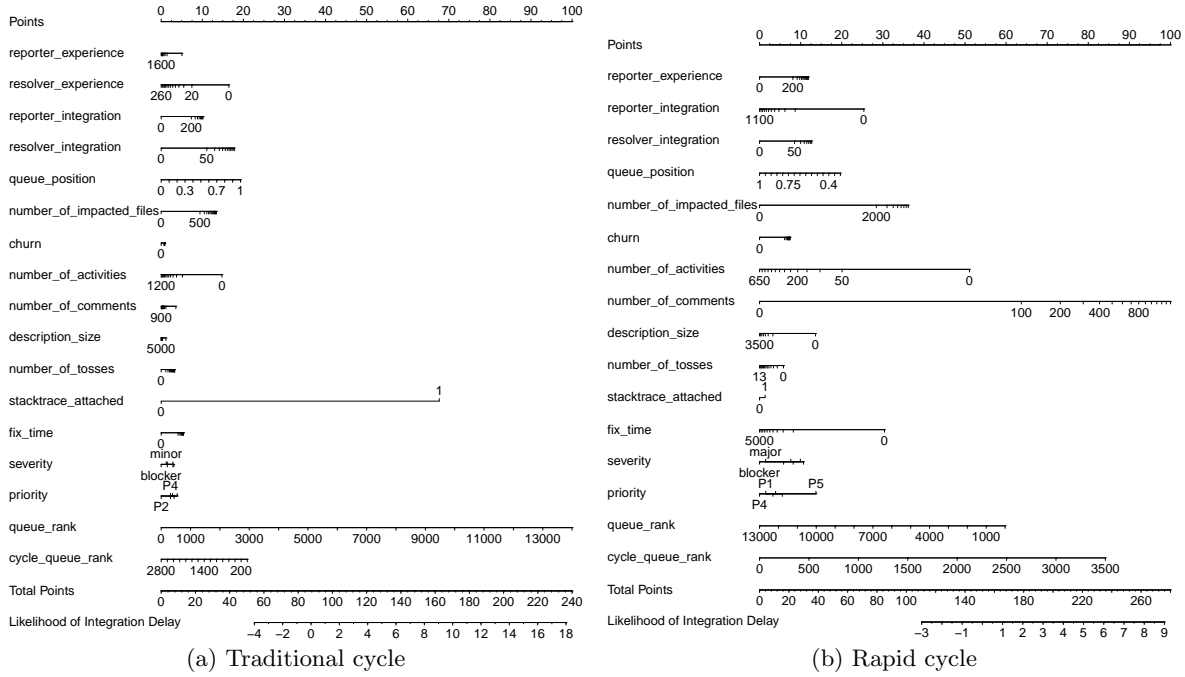 Points
0 10 20 30 40 50 60 70 80 90 100
reporter_experience
1600
resolver_experience
260 20 0
reporter_integration
0 200
resolver_integration
0 50
queue_position
0 0.3 0.7 1
number_of_impacted_files
0 500
churn
0
number_of_activities
1200 0
number_of_comments
900
description_size
5000
number_of_tosses
0
stacktrace_attached
1
0
fix_time
0
severity
minor
blocker
priority
P4
P2
queue_rank
0 1000 3000 5000 7000 9000 11000 13000
cycle_queue_rank
2800 1400 200
Total Points
0 20 40 60 80 100 120 140 160 180 200 220 240
Likelihood of Integration Delay
−4 −2 0 2 4 6 8 10 12 14 16 18
(a) Traditional cycle
Points
0 10 20 30 40 50 60 70 80 90 100
reporter_experience
0 200
reporter_integration
1100 0
resolver_integration
0 50
queue_position
1 0.75 0.4
number_of_impacted_files
0 2000
churn
0
number_of_activities
650 200 50 0
number_of_comments
0 100 200 400 800
description_size
3500 0
number_of_tosses
13 0
stacktrace_attached
1
0
fix_time
5000 0
severity
major
blocker
priority
P1 P5
P4
queue_rank
13000 10000 7000 4000 1000
cycle_queue_rank
0 500 1000 1500 2000 2500 3000 3500
Total Points
0 20 40 60 80 100 140 180 220 260
Likelihood of Integration Delay
−3 −1 1 2 3 4 5 6 7 8 9
(b) Rapid cycle